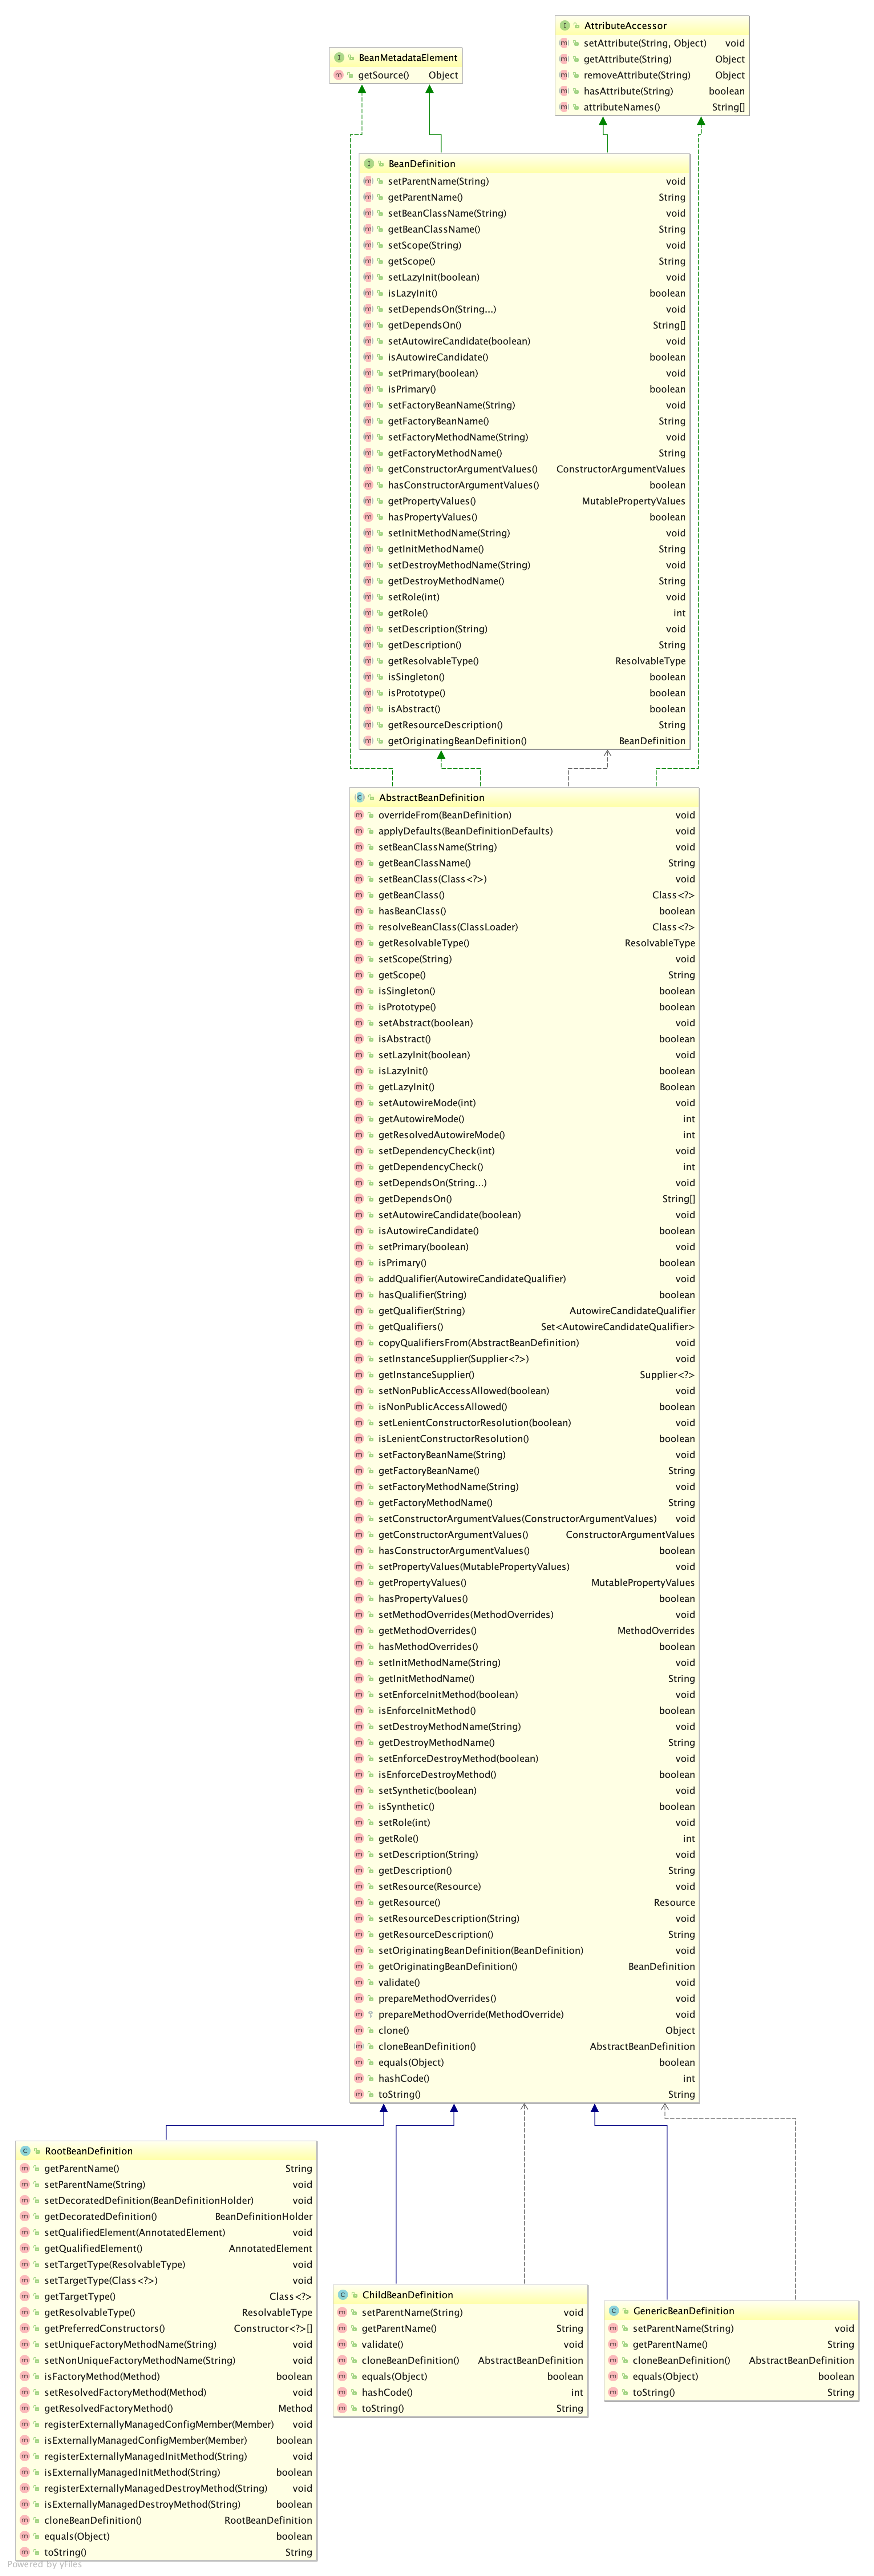 AttributeAccessor
setAttribute(String, Object) void
getAttribute(String) Object
removeAttribute(String) Object
hasAttribute(String) boolean
attributeNames() String[]
BeanMetadataElement
getSource() Object
BeanDefinition
setParentName(String) void
getParentName() String
setBeanClassName(String) void
getBeanClassName() String
setScope(String) void
getScope() String
setLazyInit(boolean) void
isLazyInit() boolean
setDependsOn(String...) void
getDependsOn() String[]
setAutowireCandidate(boolean) void
isAutowireCandidate() boolean
setPrimary(boolean) void
isPrimary() boolean
setFactoryBeanName(String) void
getFactoryBeanName() String
setFactoryMethodName(String) void
getFactoryMethodName() String
getConstructorArgumentValues() ConstructorArgumentValues
hasConstructorArgumentValues() boolean
getPropertyValues() MutablePropertyValues
hasPropertyValues() boolean
setInitMethodName(String) void
getInitMethodName() String
setDestroyMethodName(String) void
getDestroyMethodName() String
setRole(int) void
getRole() int
setDescription(String) void
getDescription() String
getResolvableType() ResolvableType
isSingleton() boolean
isPrototype() boolean
isAbstract() boolean
getResourceDescription() String
getOriginatingBeanDefinition() BeanDefinition
AbstractBeanDefinition
overrideFrom(BeanDefinition) void
applyDefaults(BeanDefinitionDefaults) void
setBeanClassName(String) void
getBeanClassName() String
setBeanClass(Class<?>) void
getBeanClass() Class<?>
hasBeanClass() boolean
resolveBeanClass(ClassLoader) Class<?>
getResolvableType() ResolvableType
setScope(String) void
getScope() String
isSingleton() boolean
isPrototype() boolean
setAbstract(boolean) void
isAbstract() boolean
setLazyInit(boolean) void
isLazyInit() boolean
getLazyInit() Boolean
setAutowireMode(int) void
getAutowireMode() int
getResolvedAutowireMode() int
setDependencyCheck(int) void
getDependencyCheck() int
setDependsOn(String...) void
getDependsOn() String[]
setAutowireCandidate(boolean) void
isAutowireCandidate() boolean
setPrimary(boolean) void
isPrimary() boolean
addQualifier(AutowireCandidateQualifier) void
hasQualifier(String) boolean
getQualifier(String) AutowireCandidateQualifier
getQualifiers() Set<AutowireCandidateQualifier>
copyQualifiersFrom(AbstractBeanDefinition) void
setInstanceSupplier(Supplier<?>) void
getInstanceSupplier() Supplier<?>
setNonPublicAccessAllowed(boolean) void
isNonPublicAccessAllowed() boolean
setLenientConstructorResolution(boolean) void
isLenientConstructorResolution() boolean
setFactoryBeanName(String) void
getFactoryBeanName() String
setFactoryMethodName(String) void
getFactoryMethodName() String
setConstructorArgumentValues(ConstructorArgumentValues) void
getConstructorArgumentValues() ConstructorArgumentValues
hasConstructorArgumentValues() boolean
setPropertyValues(MutablePropertyValues) void
getPropertyValues() MutablePropertyValues
hasPropertyValues() boolean
setMethodOverrides(MethodOverrides) void
getMethodOverrides() MethodOverrides
hasMethodOverrides() boolean
setInitMethodName(String) void
getInitMethodName() String
setEnforceInitMethod(boolean) void
isEnforceInitMethod() boolean
setDestroyMethodName(String) void
getDestroyMethodName() String
setEnforceDestroyMethod(boolean) void
isEnforceDestroyMethod() boolean
setSynthetic(boolean) void
isSynthetic() boolean
setRole(int) void
getRole() int
setDescription(String) void
getDescription() String
setResource(Resource) void
getResource() Resource
setResourceDescription(String) void
getResourceDescription() String
setOriginatingBeanDefinition(BeanDefinition) void
getOriginatingBeanDefinition() BeanDefinition
validate() void
prepareMethodOverrides() void
prepareMethodOverride(MethodOverride) void
clone() Object
cloneBeanDefinition() AbstractBeanDefinition
equals(Object) boolean
hashCode() int
toString() String
RootBeanDefinition
getParentName() String
setParentName(String) void
setDecoratedDefinition(BeanDefinitionHolder) void
getDecoratedDefinition() BeanDefinitionHolder
setQualifiedElement(AnnotatedElement) void
getQualifiedElement() AnnotatedElement
setTargetType(ResolvableType) void
setTargetType(Class<?>) void
getTargetType() Class<?>
getResolvableType() ResolvableType
getPreferredConstructors() Constructor<?>[]
setUniqueFactoryMethodName(String) void
setNonUniqueFactoryMethodName(String) void
isFactoryMethod(Method) boolean
setResolvedFactoryMethod(Method) void
getResolvedFactoryMethod() Method
registerExternallyManagedConfigMember(Member) void
isExternallyManagedConfigMember(Member) boolean
registerExternallyManagedInitMethod(String) void
isExternallyManagedInitMethod(String) boolean
registerExternallyManagedDestroyMethod(String) void
isExternallyManagedDestroyMethod(String) boolean
cloneBeanDefinition() RootBeanDefinition
equals(Object) boolean
toString() String
ChildBeanDefinition
setParentName(String) void
getParentName() String
validate() void
cloneBeanDefinition() AbstractBeanDefinition
equals(Object) boolean
hashCode() int
toString() String
GenericBeanDefinition
setParentName(String) void
getParentName() String
cloneBeanDefinition() AbstractBeanDefinition
equals(Object) boolean
toString() String
Powered by yFiles